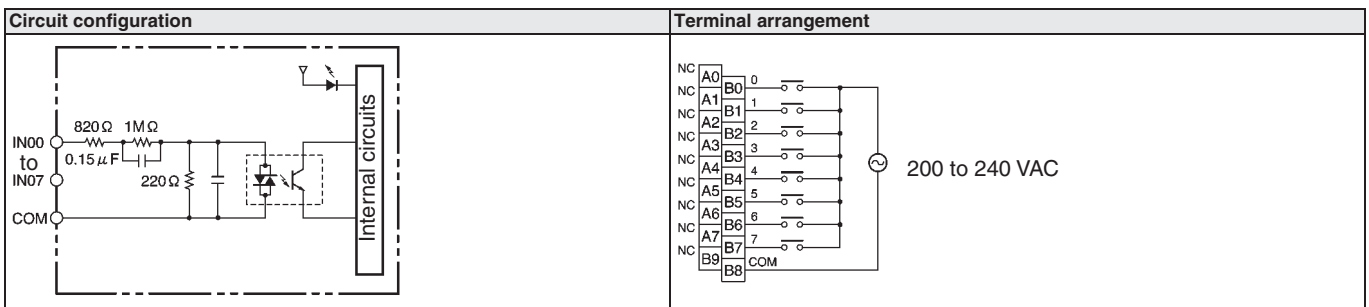 Circuit configuration
Terminal arrangement
820Ω 1MΩ
IN00
to
IN07
0.15μF
220Ω
COM
Internal circuits
NC A0
B0 0
NC A1
B1 1
NC A2
B2 2
NC A3
B3 3
NC A4
B4 4
NC A5
B5 5
NC A6
B6 6
NC A7
B7 7
NC B9
B8 COM
200 to 240 VAC